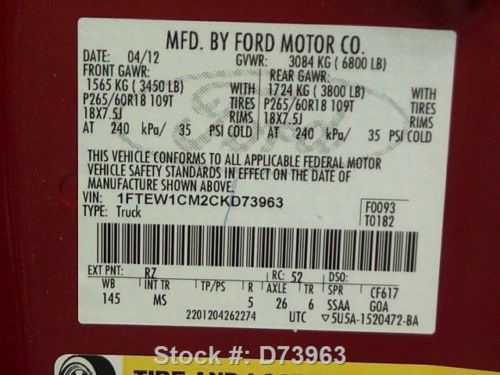 MFD. BY FORD MOTOR CO.
DATE: 04/12 GVWR: 3084 KG ( 6800 LB)
FRONT GAWR: REAR GAWR:
1565 KG ( 3450 LB) WITH 1724 KG ( 3800 LB) WITH
P265/60R18 109T TIRES P265/60R18 109T TIRES
18X7.5J RIMS 18X7.5J RIMS
AT 240 kPa/ 35 PSI COLD AT 240 kPa/ 35 PSI COLD
Ford
THIS VEHICLE CONFORMS TO ALL APPLICABLE FEDERAL MOTOR
VEHICLE SAFETY STANDARDS IN EFFECT ON THE DATE OF
MANUFACTURE SHOWN ABOVE.
VIN: 1FTEW1CM2CKD73963 F0093
TYPE: Truck T0182
EXT PNT: RZ RC: 52 DSO:
WB INT TR TP/PS R AXLE TR SPR CF617
145 MS 5 26 6 SSAA GOA
2201204262274 UTC ▽5U5A-1520472-BA
Stock #: D73963
TIRE AND LOA